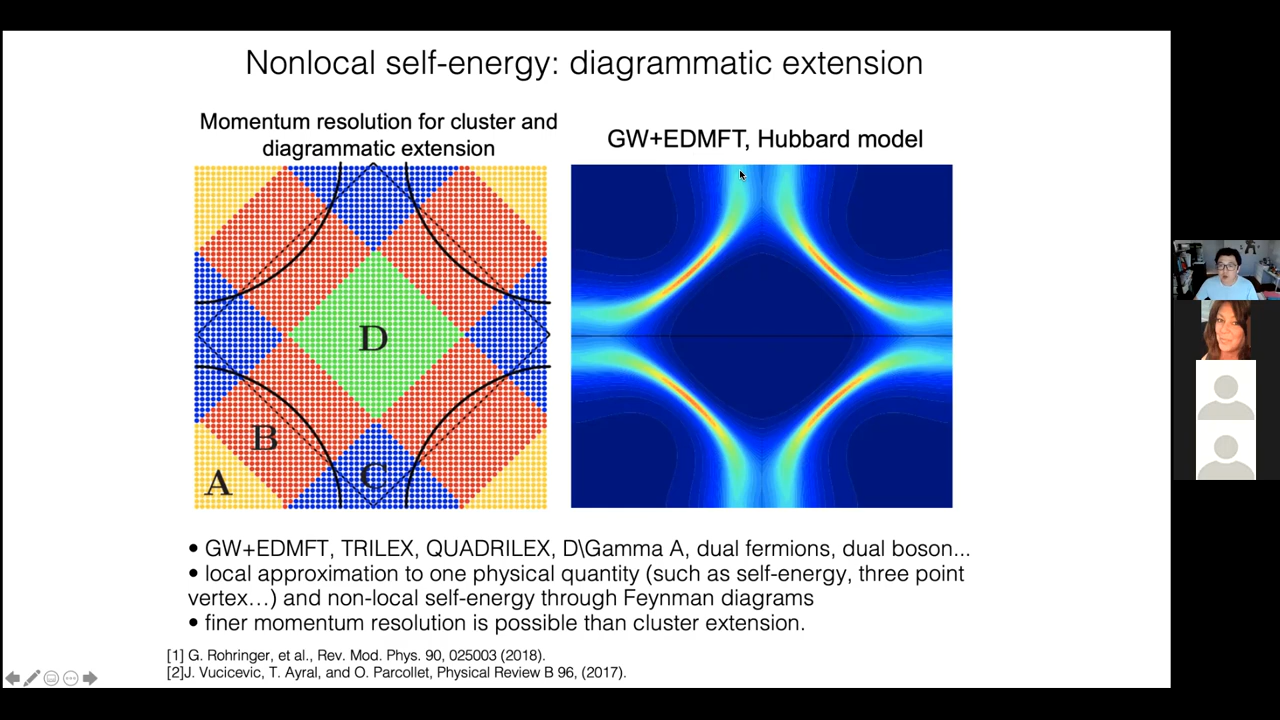 Nonlocal self-energy: diagrammatic extension
Momentum resolution for cluster and
diagrammatic extension
GW+EDMFT, Hubbard model
D
B
C
A
• GW+EDMFT, TRILEX, QUADRILEX, D\Gamma A, dual fermions, dual boson...
• local approximation to one physical quantity (such as self-energy, three point
vertex…) and non-local self-energy through Feynman diagrams
• finer momentum resolution is possible than cluster extension.
[1] G. Rohringer, et al., Rev. Mod. Phys. 90, 025003 (2018).
[2]J. Vucicevic, T. Ayral, and O. Parcollet, Physical Review B 96, (2017).